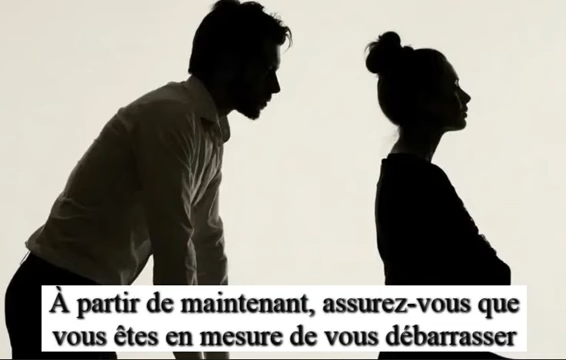 À partir de maintenant, assurez-vous que
vous êtes en mesure de vous débarrasser